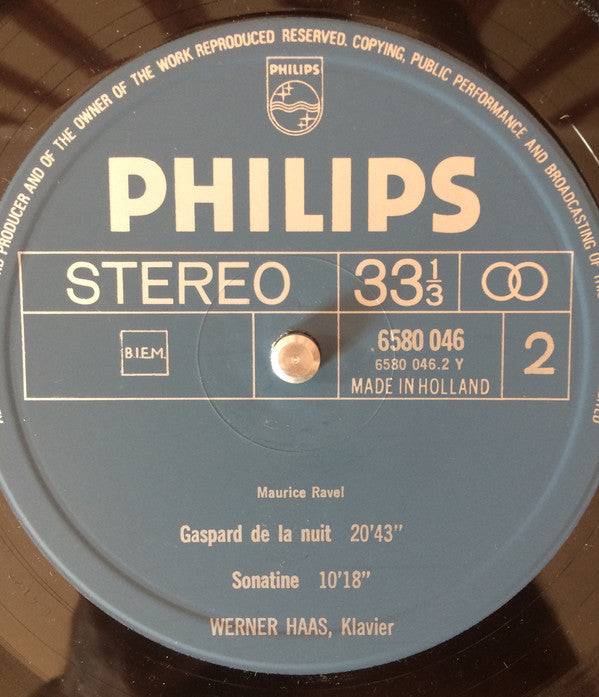 PRODUCER AND OF THE OWNER OF THE WORK REPRODUCED RESERVED. COPYING, PUBLIC PERFORMANCE AND BROADCASTING OF
PHILIPS
PHILIPS
STEREO 33 1/3
B.I.E.M. 6580 046 2
6580 046.2 Y
MADE IN HOLLAND
Maurice Ravel
Gaspard de la nuit 20'43"
Sonatine 10'18"
WERNER HAAS, Klavier